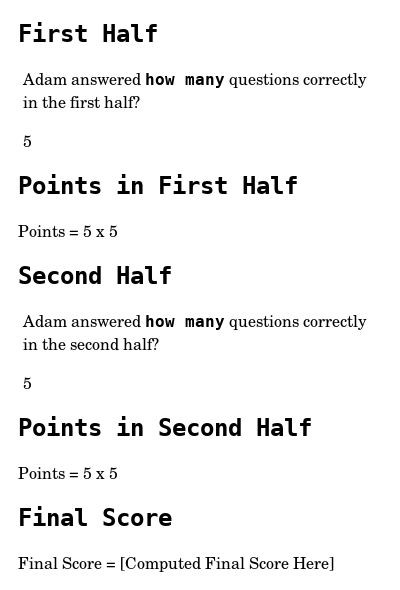 First Half
Adam answered how many questions correctly
in the first half?
5
Points in First Half
Points = 5 x 5
Second Half
Adam answered how many questions correctly
in the second half?
5
Points in Second Half
Points = 5 x 5
Final Score
Final Score = [Computed Final Score Here]